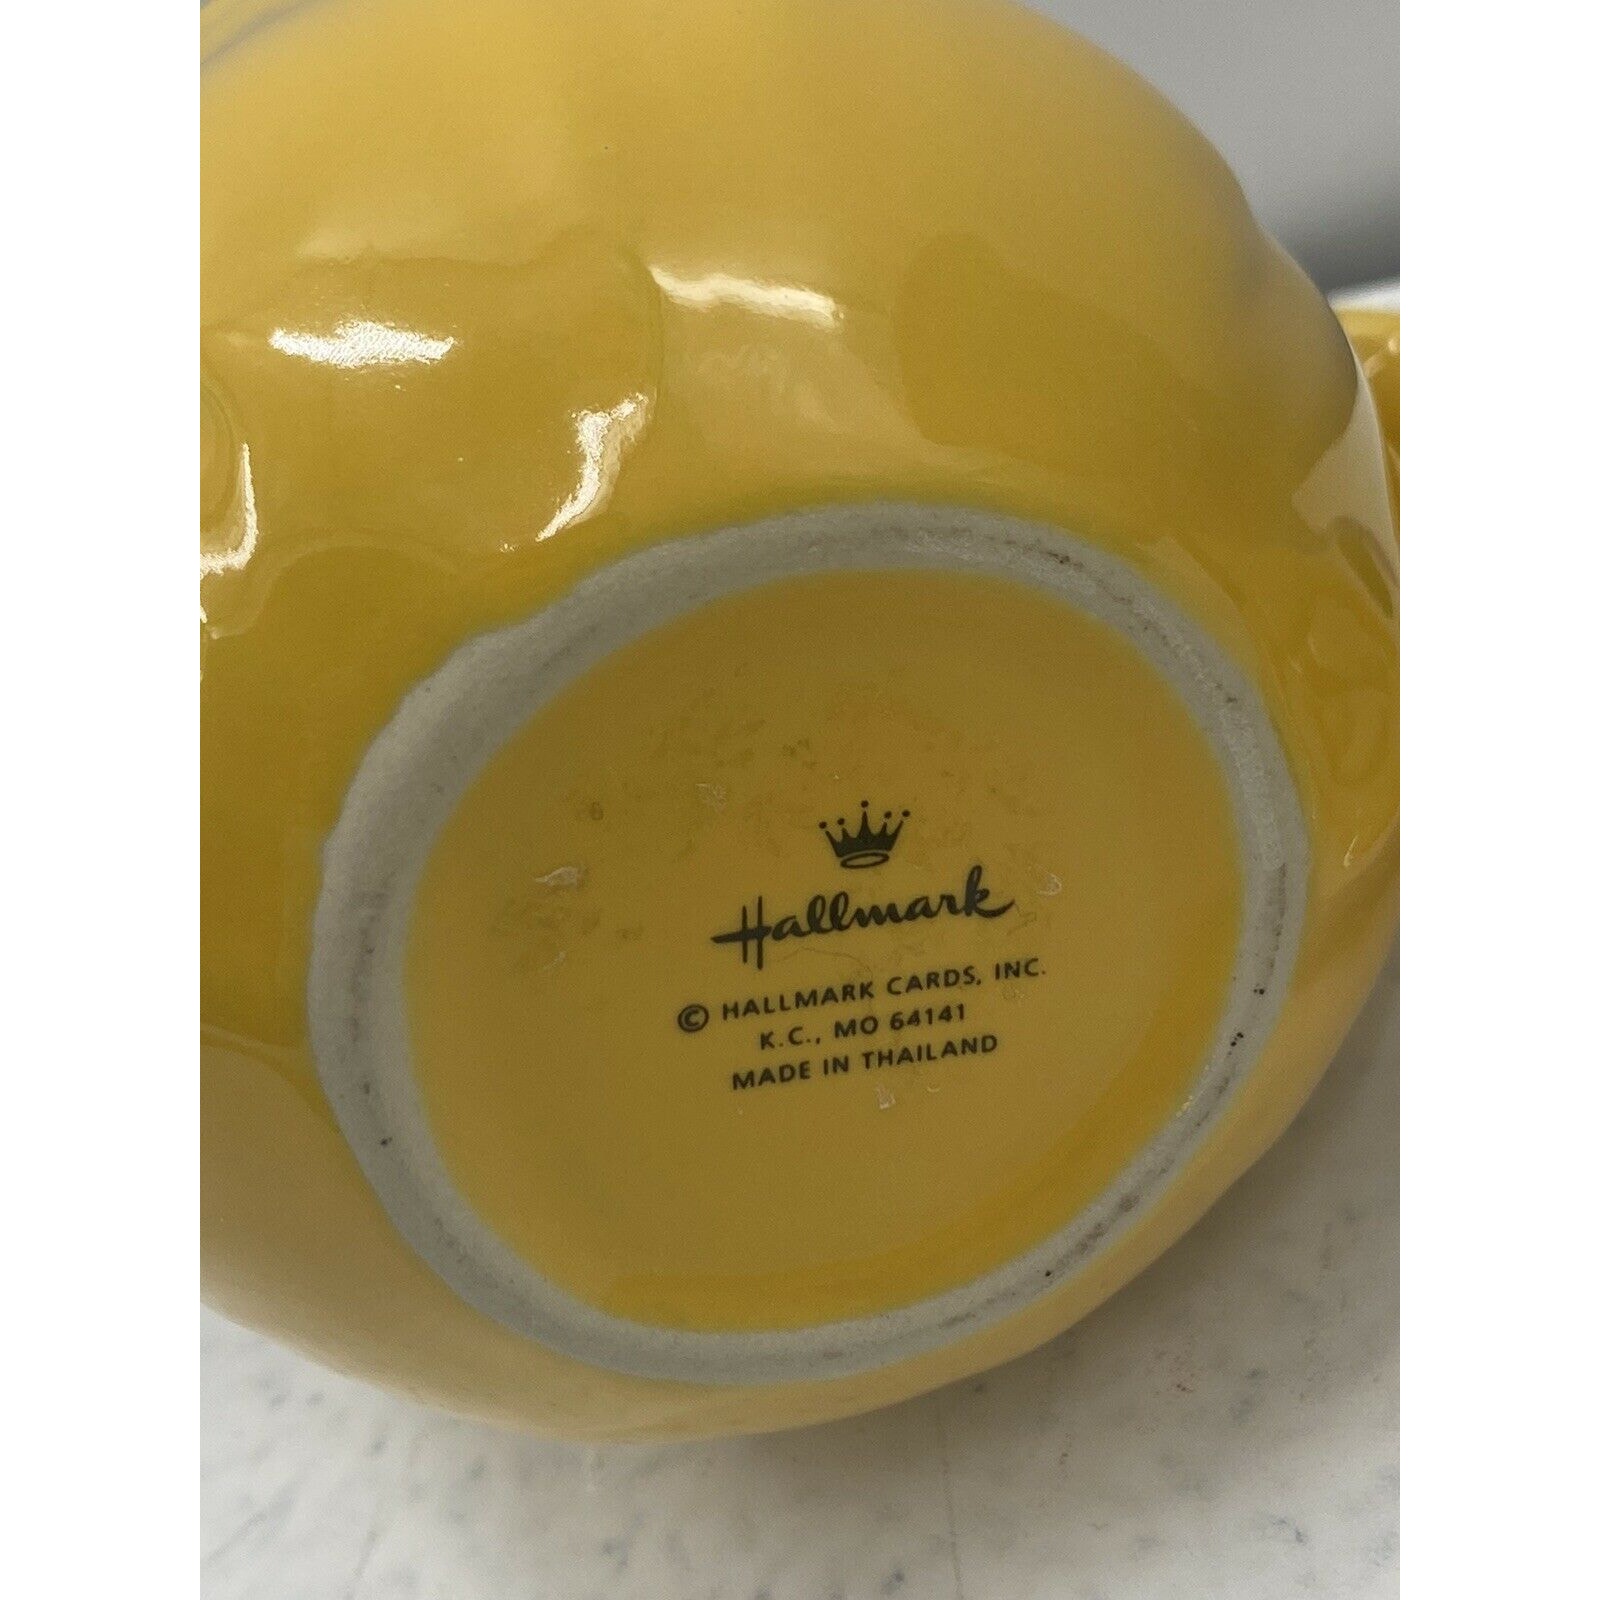 Hallmark
© HALLMARK CARDS, INC.
K.C., MO 64141
MADE IN THAILAND